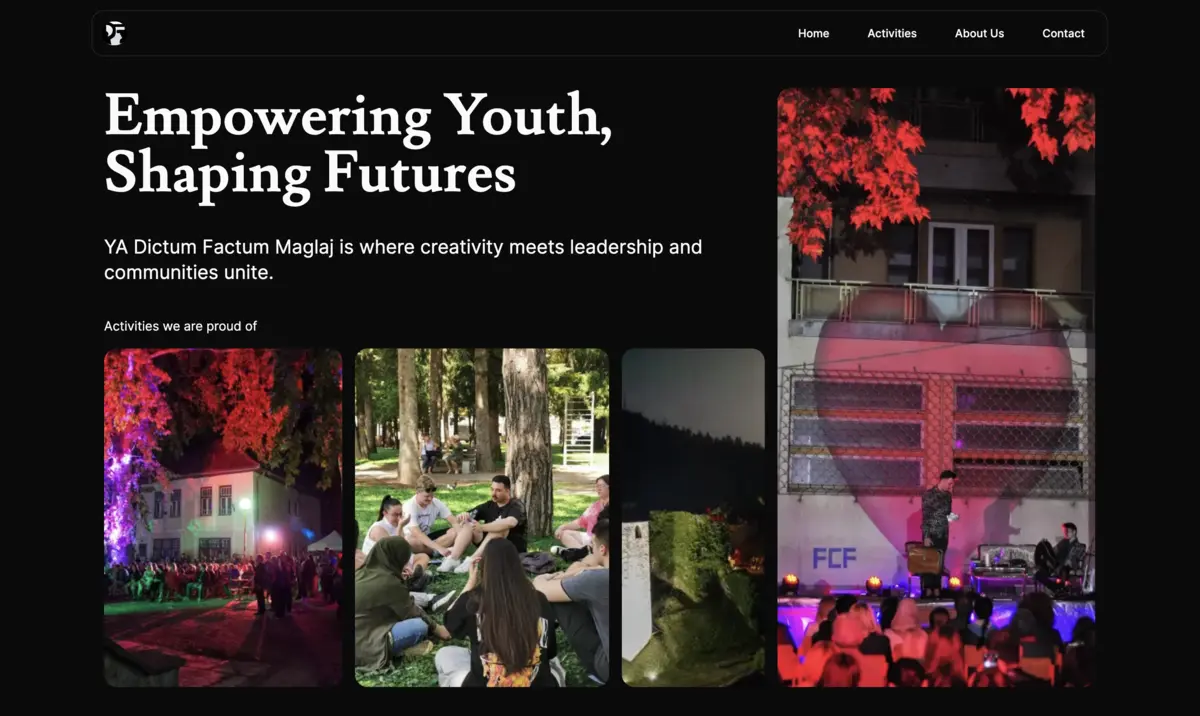 Home
Activities
About Us
Contact
Empowering Youth,
Shaping Futures
YA Dictum Factum Maglaj is where creativity meets leadership and
communities unite.
Activities we are proud of
FCF